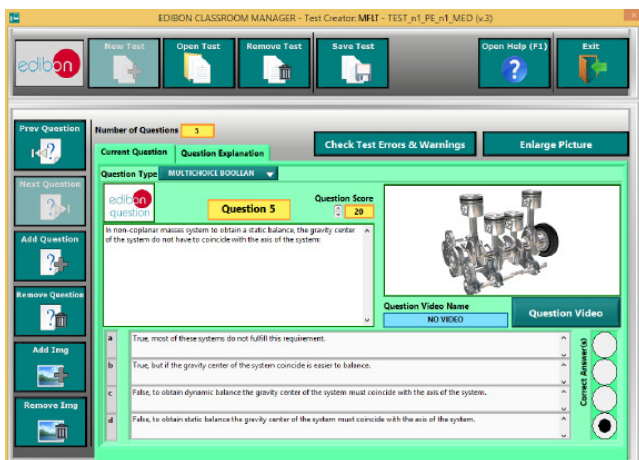 EDIBON CLASSROOM MANAGER - Test Creator: MFLT - TEST_n1_PE_n1_MED (v.3)
edibon
New Test
Open Test
Remove Test
Save Test
Open Help (F1)
Exit
Prev Question
Next Question
Add Question
Remove Question
Add Img
Remove Img
Number of Questions 5
Check Test Errors & Warnings
Enlarge Picture
Current Question
Question Explanation
Question Type MULTICHOICE BOOLEAN
edibon
question
Question 5
Question Score
20
In non-coplanar masses system to obtain a static balance, the gravity center
of the system do not have to coincide with the axis of the system:
Question Video Name
NO VIDEO
Question Video
a True, most of these systems do not fulfill this requirement.
b True, but if the gravity center of the system coincide is easier to balance.
c False, to obtain dynamic balance the gravity center of the system must coincide with the axis of the system.
d False, to obtain static balance the gravity center of the system must coincide with the axis of the system.
Correct Answer(s)